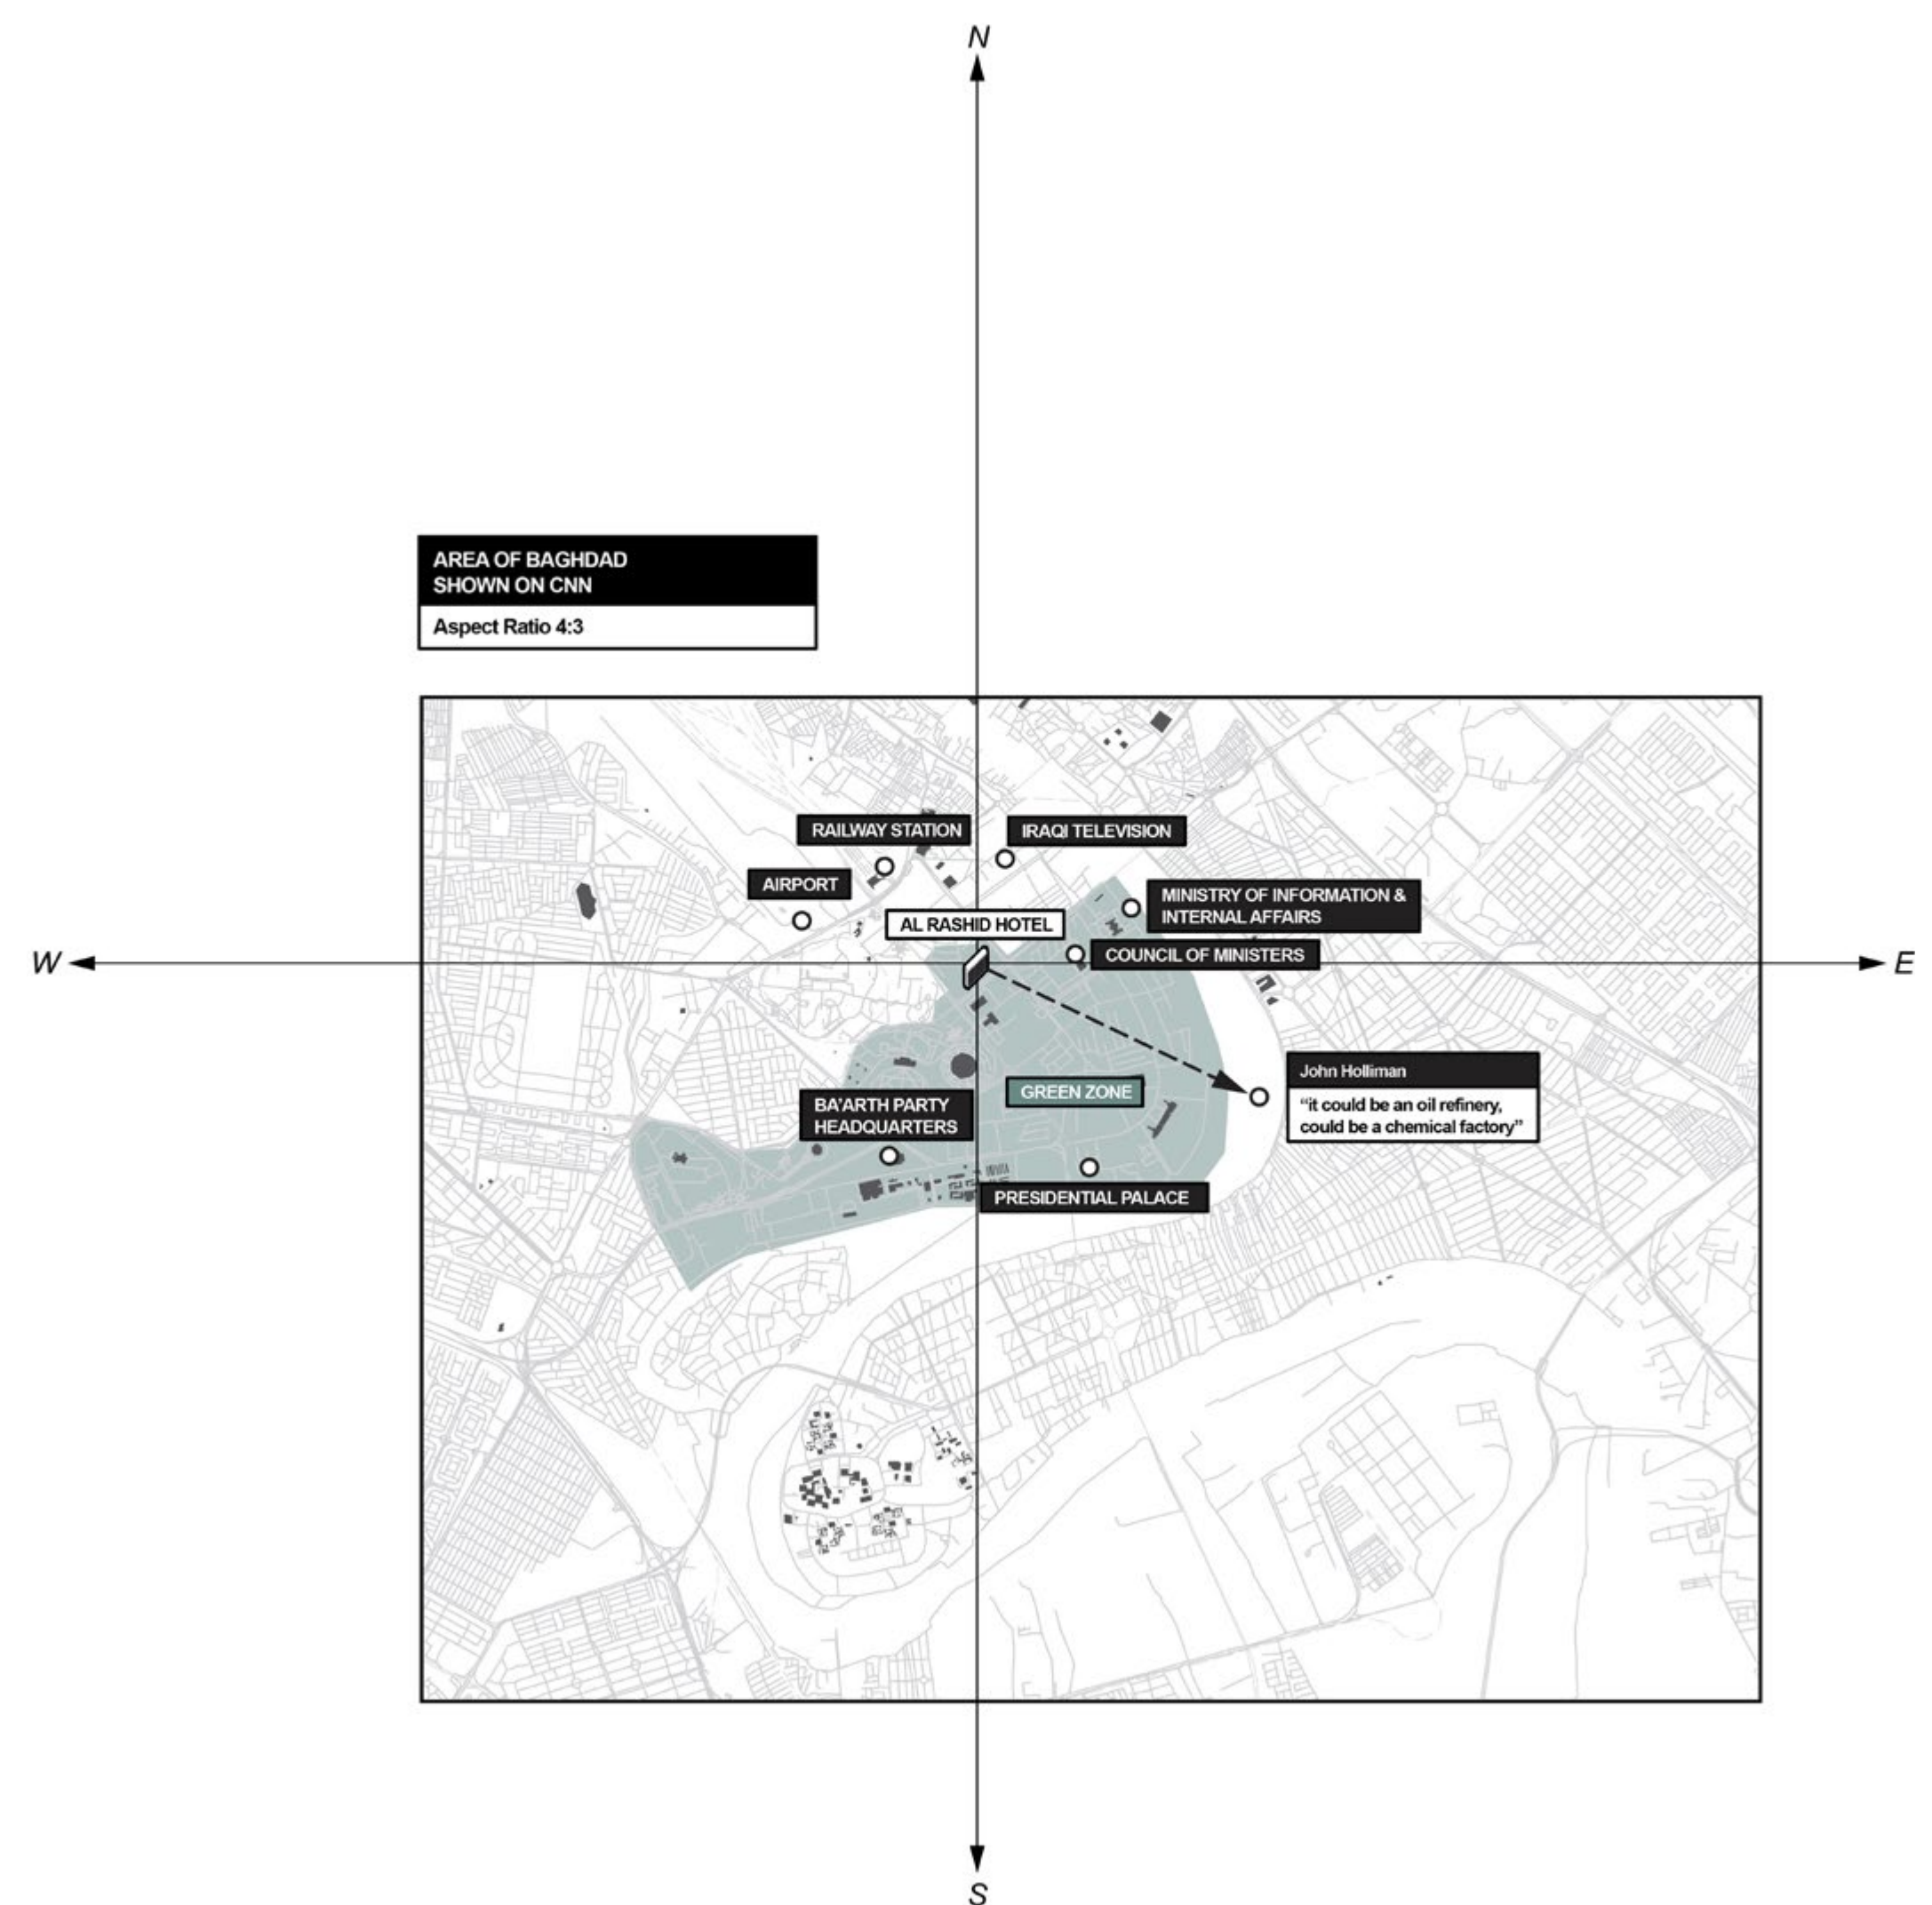 N
AREA OF BAGHDAD
SHOWN ON CNN
Aspect Ratio 4:3
RAILWAY STATION
IRAQI TELEVISION
AIRPORT
MINISTRY OF INFORMATION &
INTERNAL AFFAIRS
AL RASHID HOTEL
COUNCIL OF MINISTERS
W
E
John Holliman
"it could be an oil refinery,
could be a chemical factory"
GREEN ZONE
BA'ARTH PARTY
HEADQUARTERS
PRESIDENTIAL PALACE
S